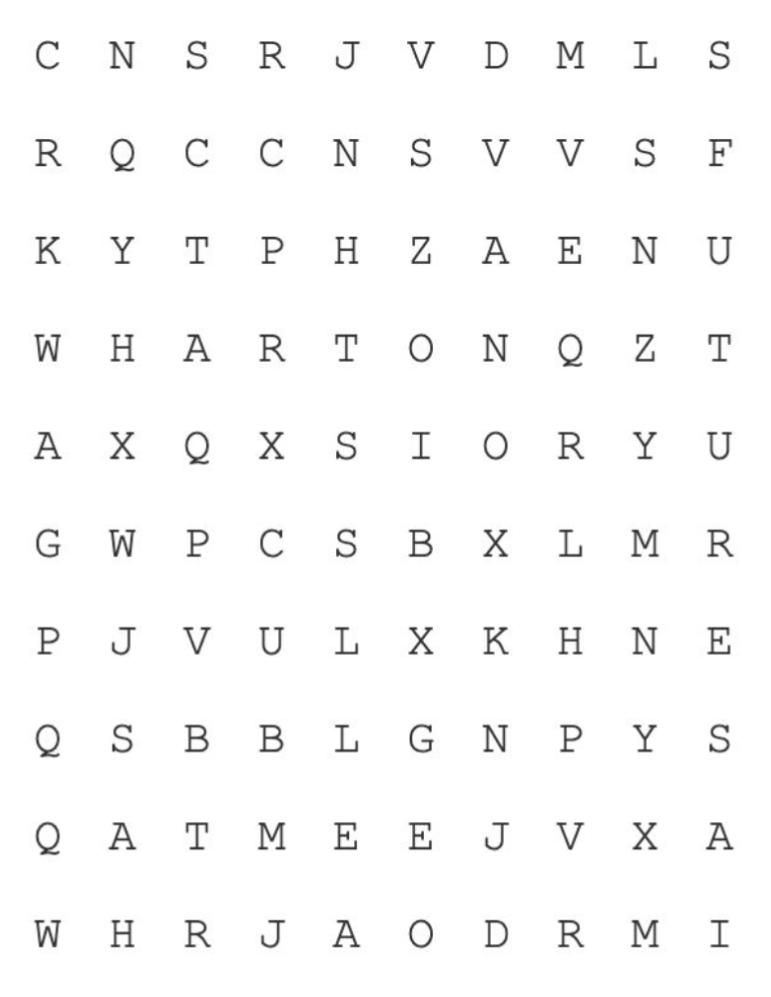 C N S R J V D M L S
R Q C C N S V V S F
K Y T P H Z A E N U
W H A R T O N Q Z T
A X Q X S I O R Y U
G W P C S B X L M R
P J V U L X K H N E
Q S B B L G N P Y S
Q A T M E E J V X A
W H R J A O D R M I